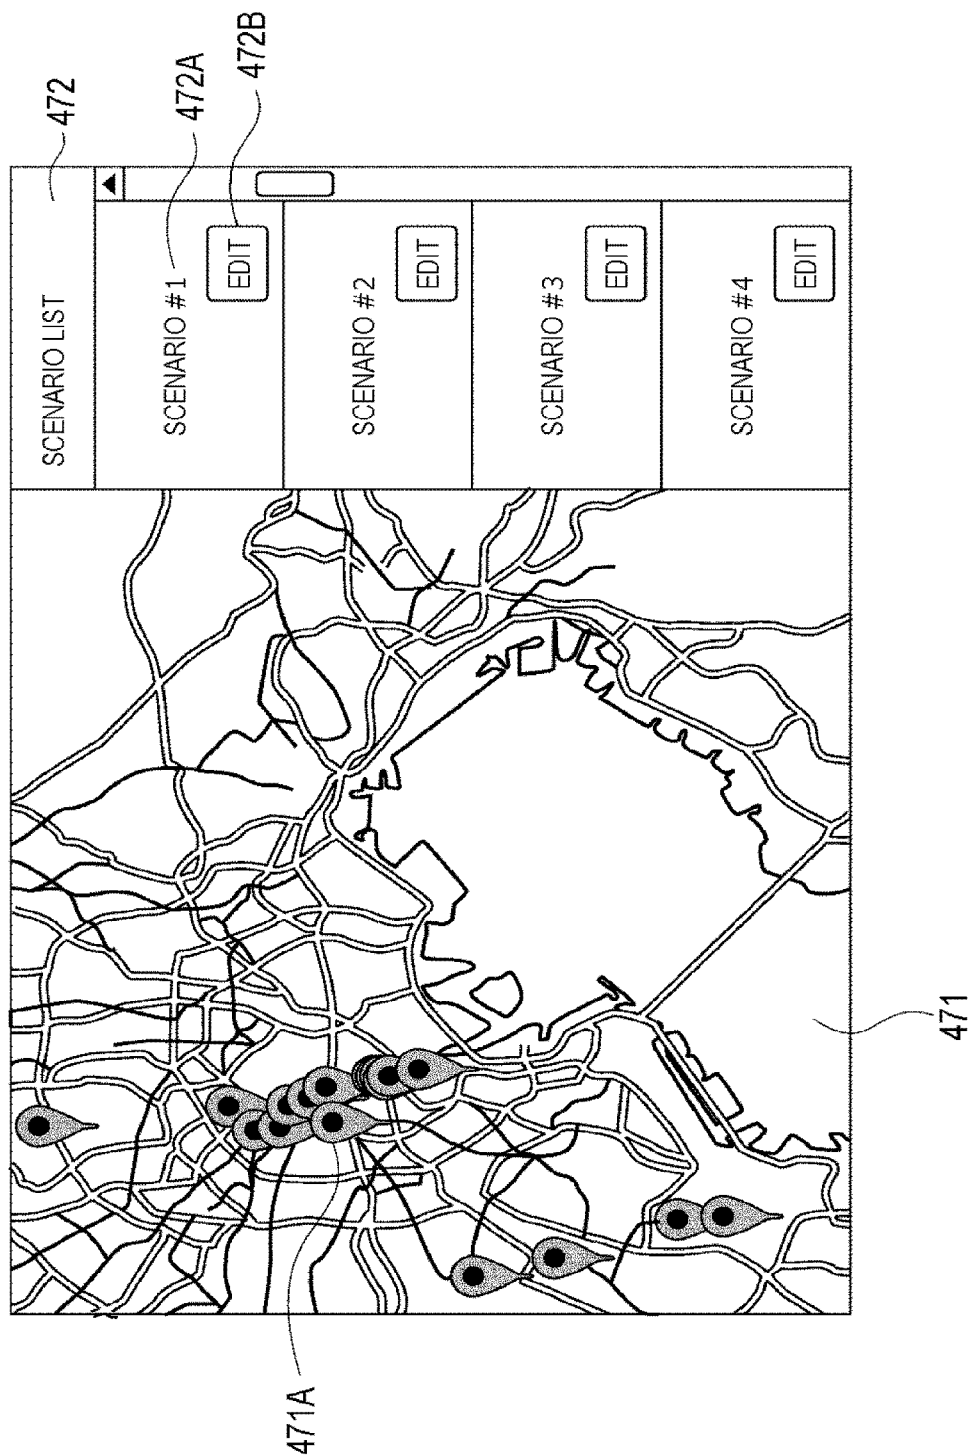 472
SCENARIO LIST
472A
SCENARIO #1
472B
EDIT
SCENARIO #2
EDIT
SCENARIO #3
EDIT
SCENARIO #4
EDIT
471A
471